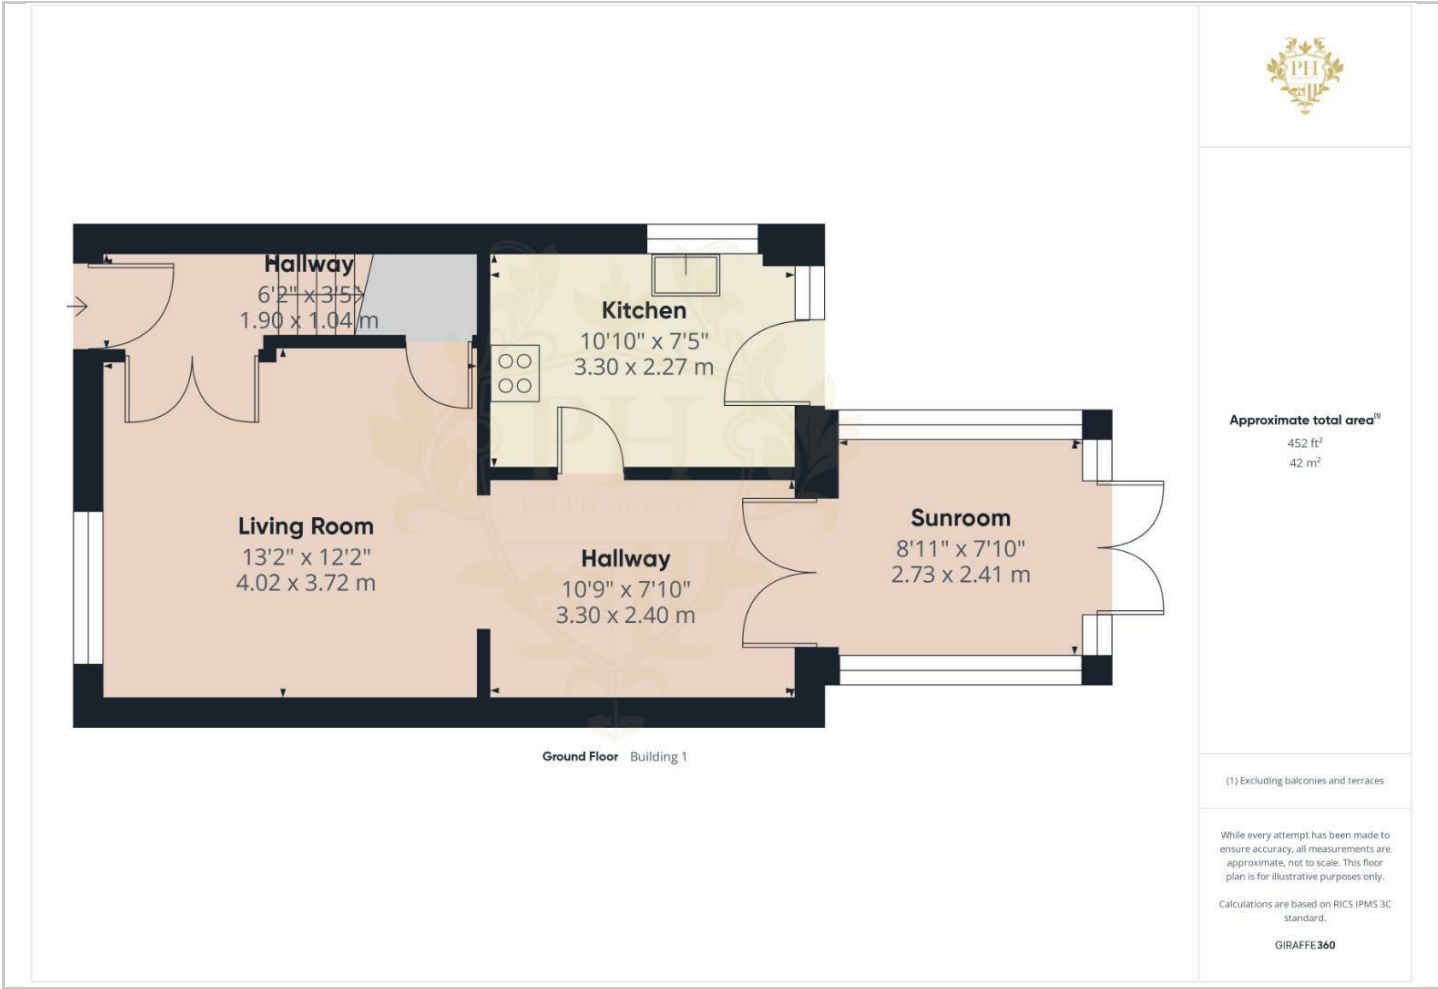 Hallway
6'2" x 3'5"
1.90 x 1.04 m
Kitchen
10'10" x 7'5"
3.30 x 2.27 m
Living Room
13'2" x 12'2"
4.02 x 3.72 m
Hallway
10'9" x 7'10"
3.30 x 2.40 m
Sunroom
8'11" x 7'10"
2.73 x 2.41 m
PH
ESTATE AGENTS
Ground Floor Building 1
PH
Approximate total area(1)
452 ft²
42 m²
(1) Excluding balconies and terraces
While every attempt has been made to
ensure accuracy, all measurements are
approximate, not to scale. This floor
plan is for illustrative purposes only.
Calculations are based on RICS IPMS 3C
standard.
GIRAFFE360